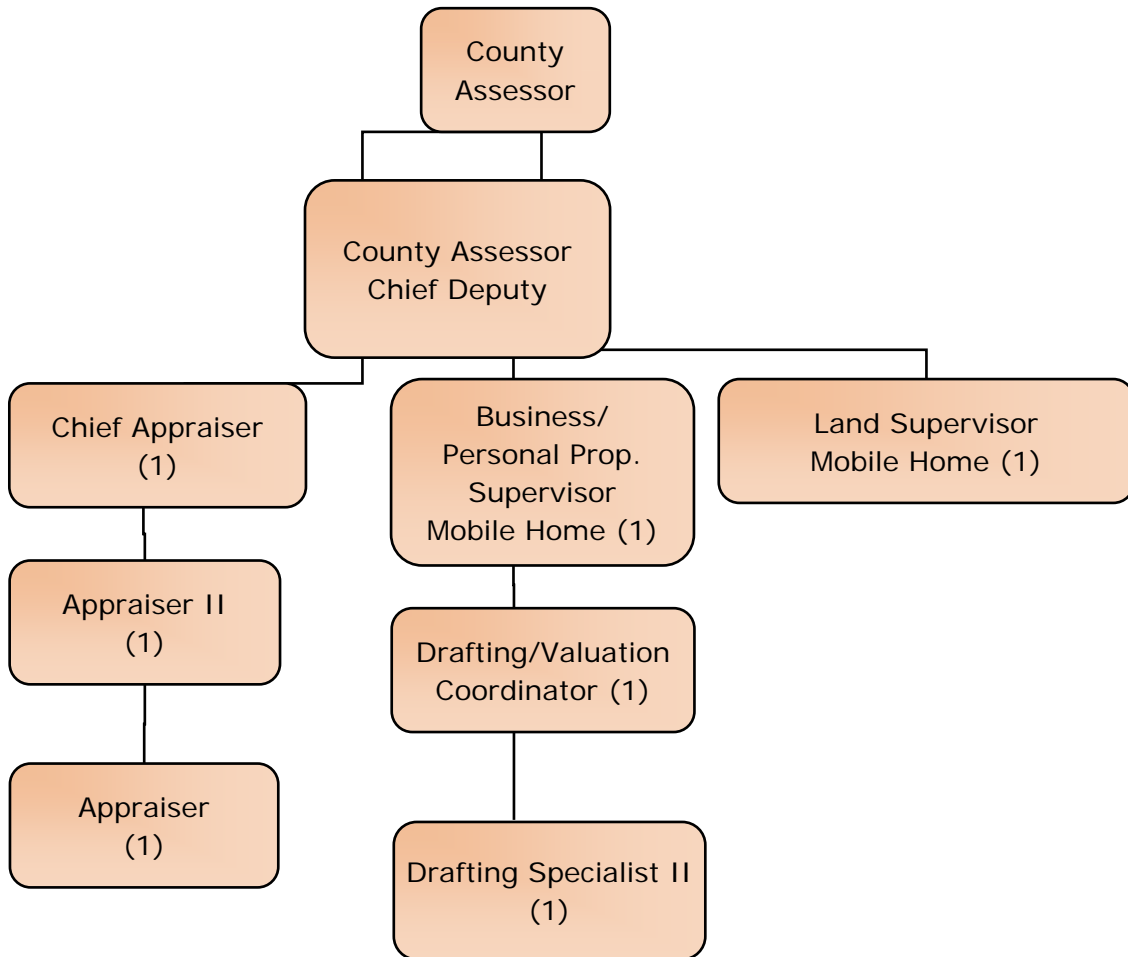 County
Assessor
County Assessor
Chief Deputy
Chief Appraiser
(1)
Business/
Personal Prop.
Supervisor
Mobile Home (1)
Land Supervisor
Mobile Home (1)
Appraiser II
(1)
Drafting/Valuation
Coordinator (1)
Appraiser
(1)
Drafting Specialist II
(1)